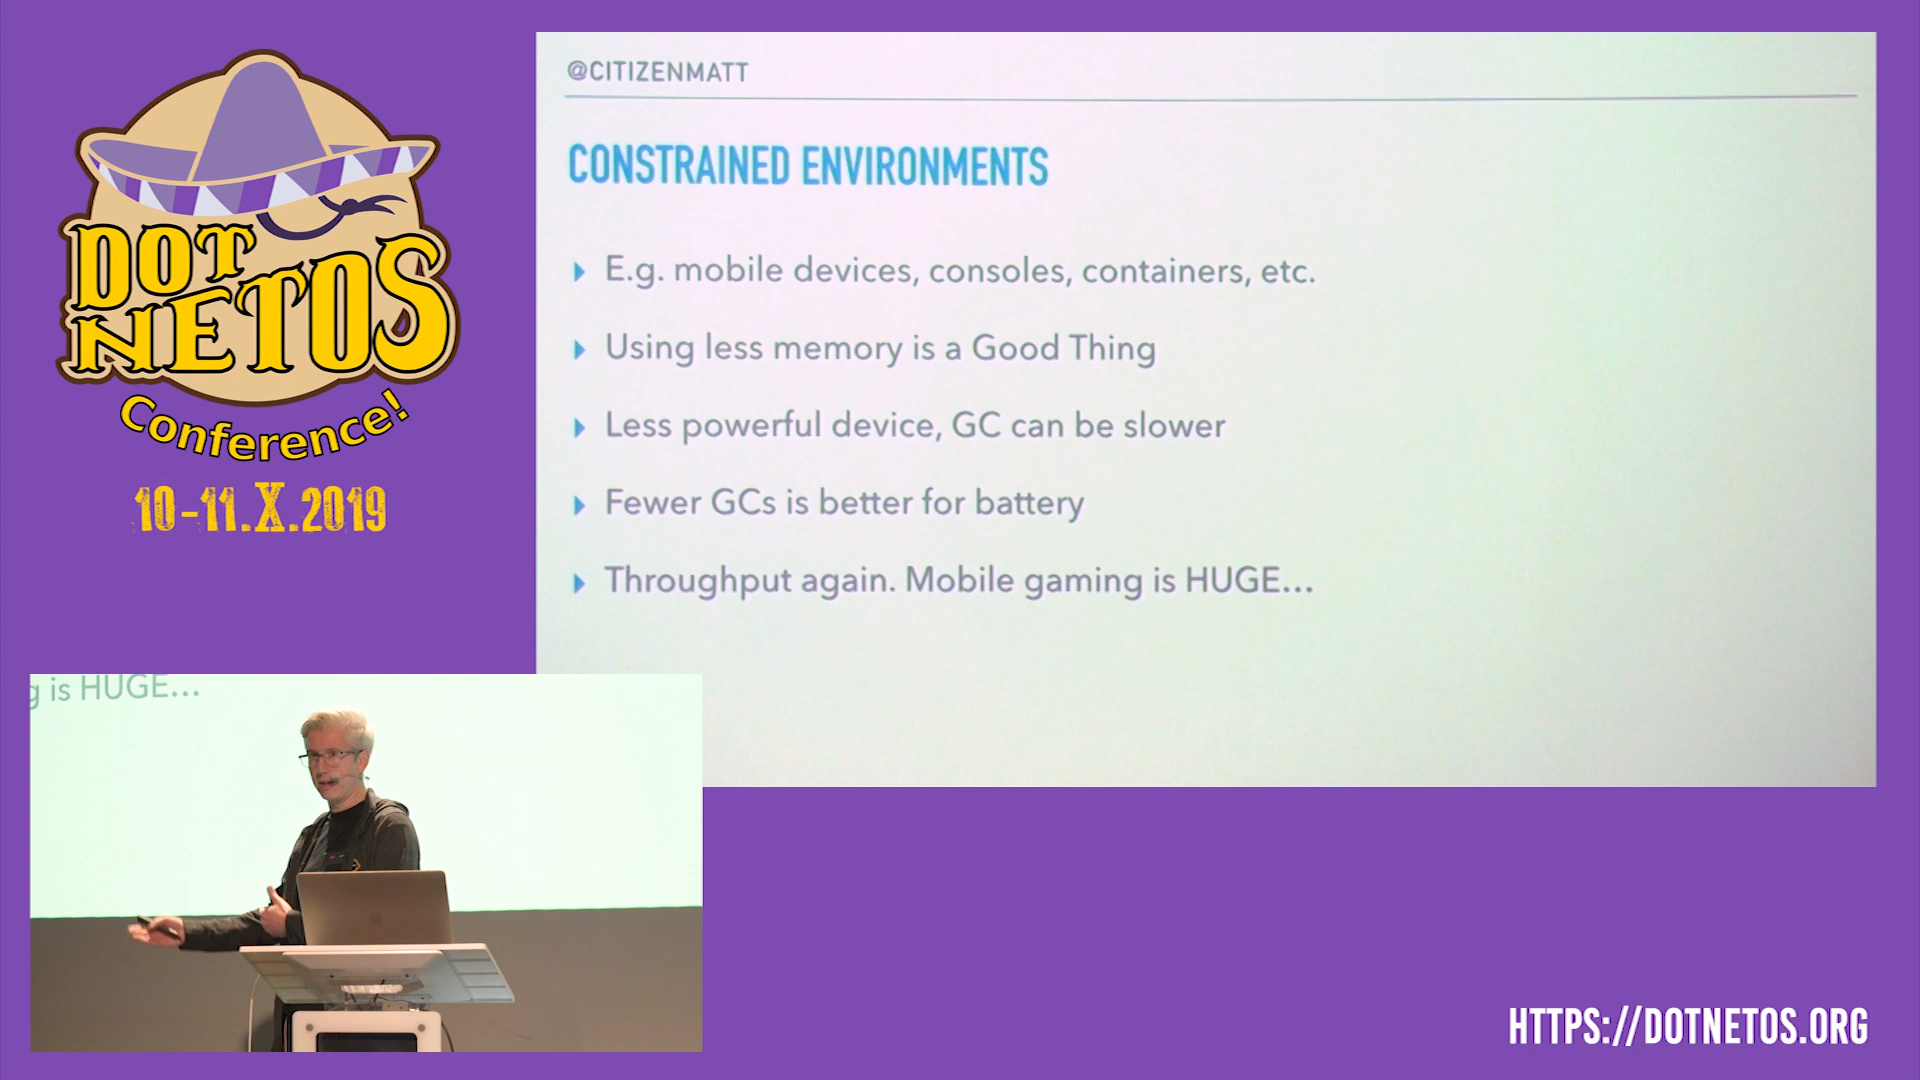 DOT
NETOS
Conference!
10-11.X.2019
@CITIZENMATT
CONSTRAINED ENVIRONMENTS
E.g. mobile devices, consoles, containers, etc.
Using less memory is a Good Thing
Less powerful device, GC can be slower
Fewer GCs is better for battery
Throughput again. Mobile gaming is HUGE...
g is HUGE...
HTTPS://DOTNETOS.ORG